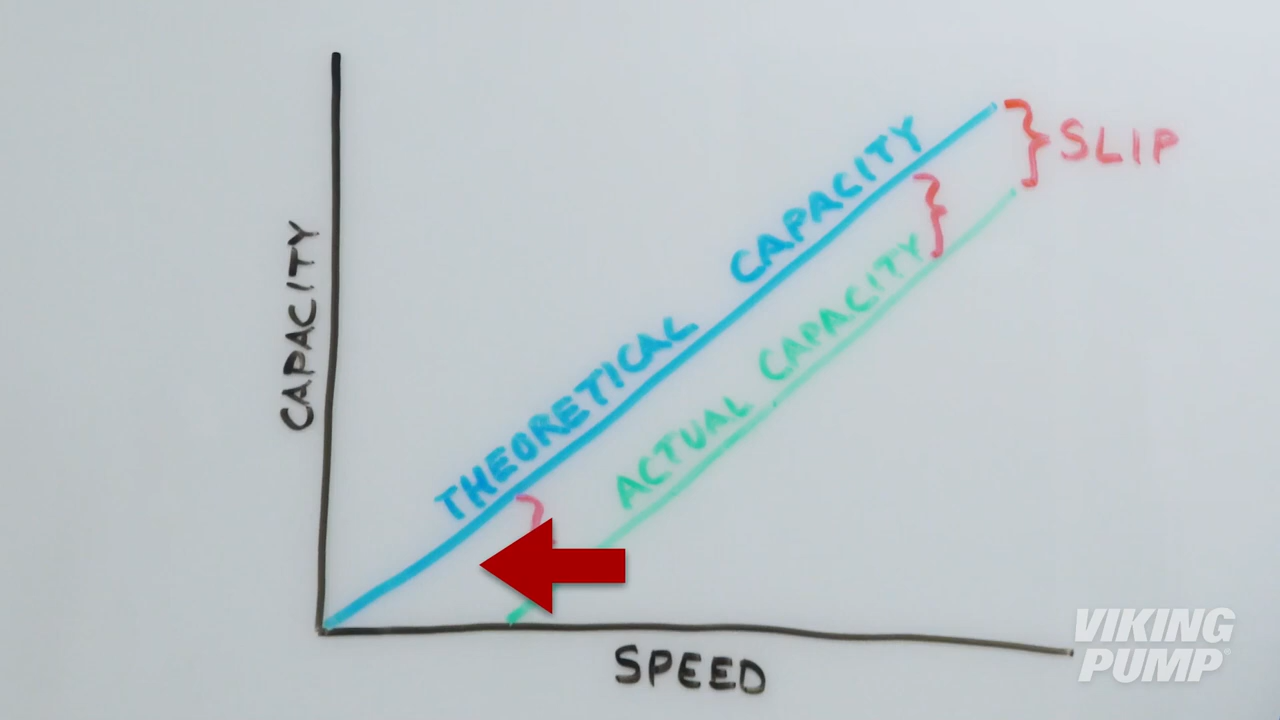 CAPACITY
THEORETICAL CAPACITY
ACTUAL CAPACITY
SLIP
SPEED
VIKING
PUMP®